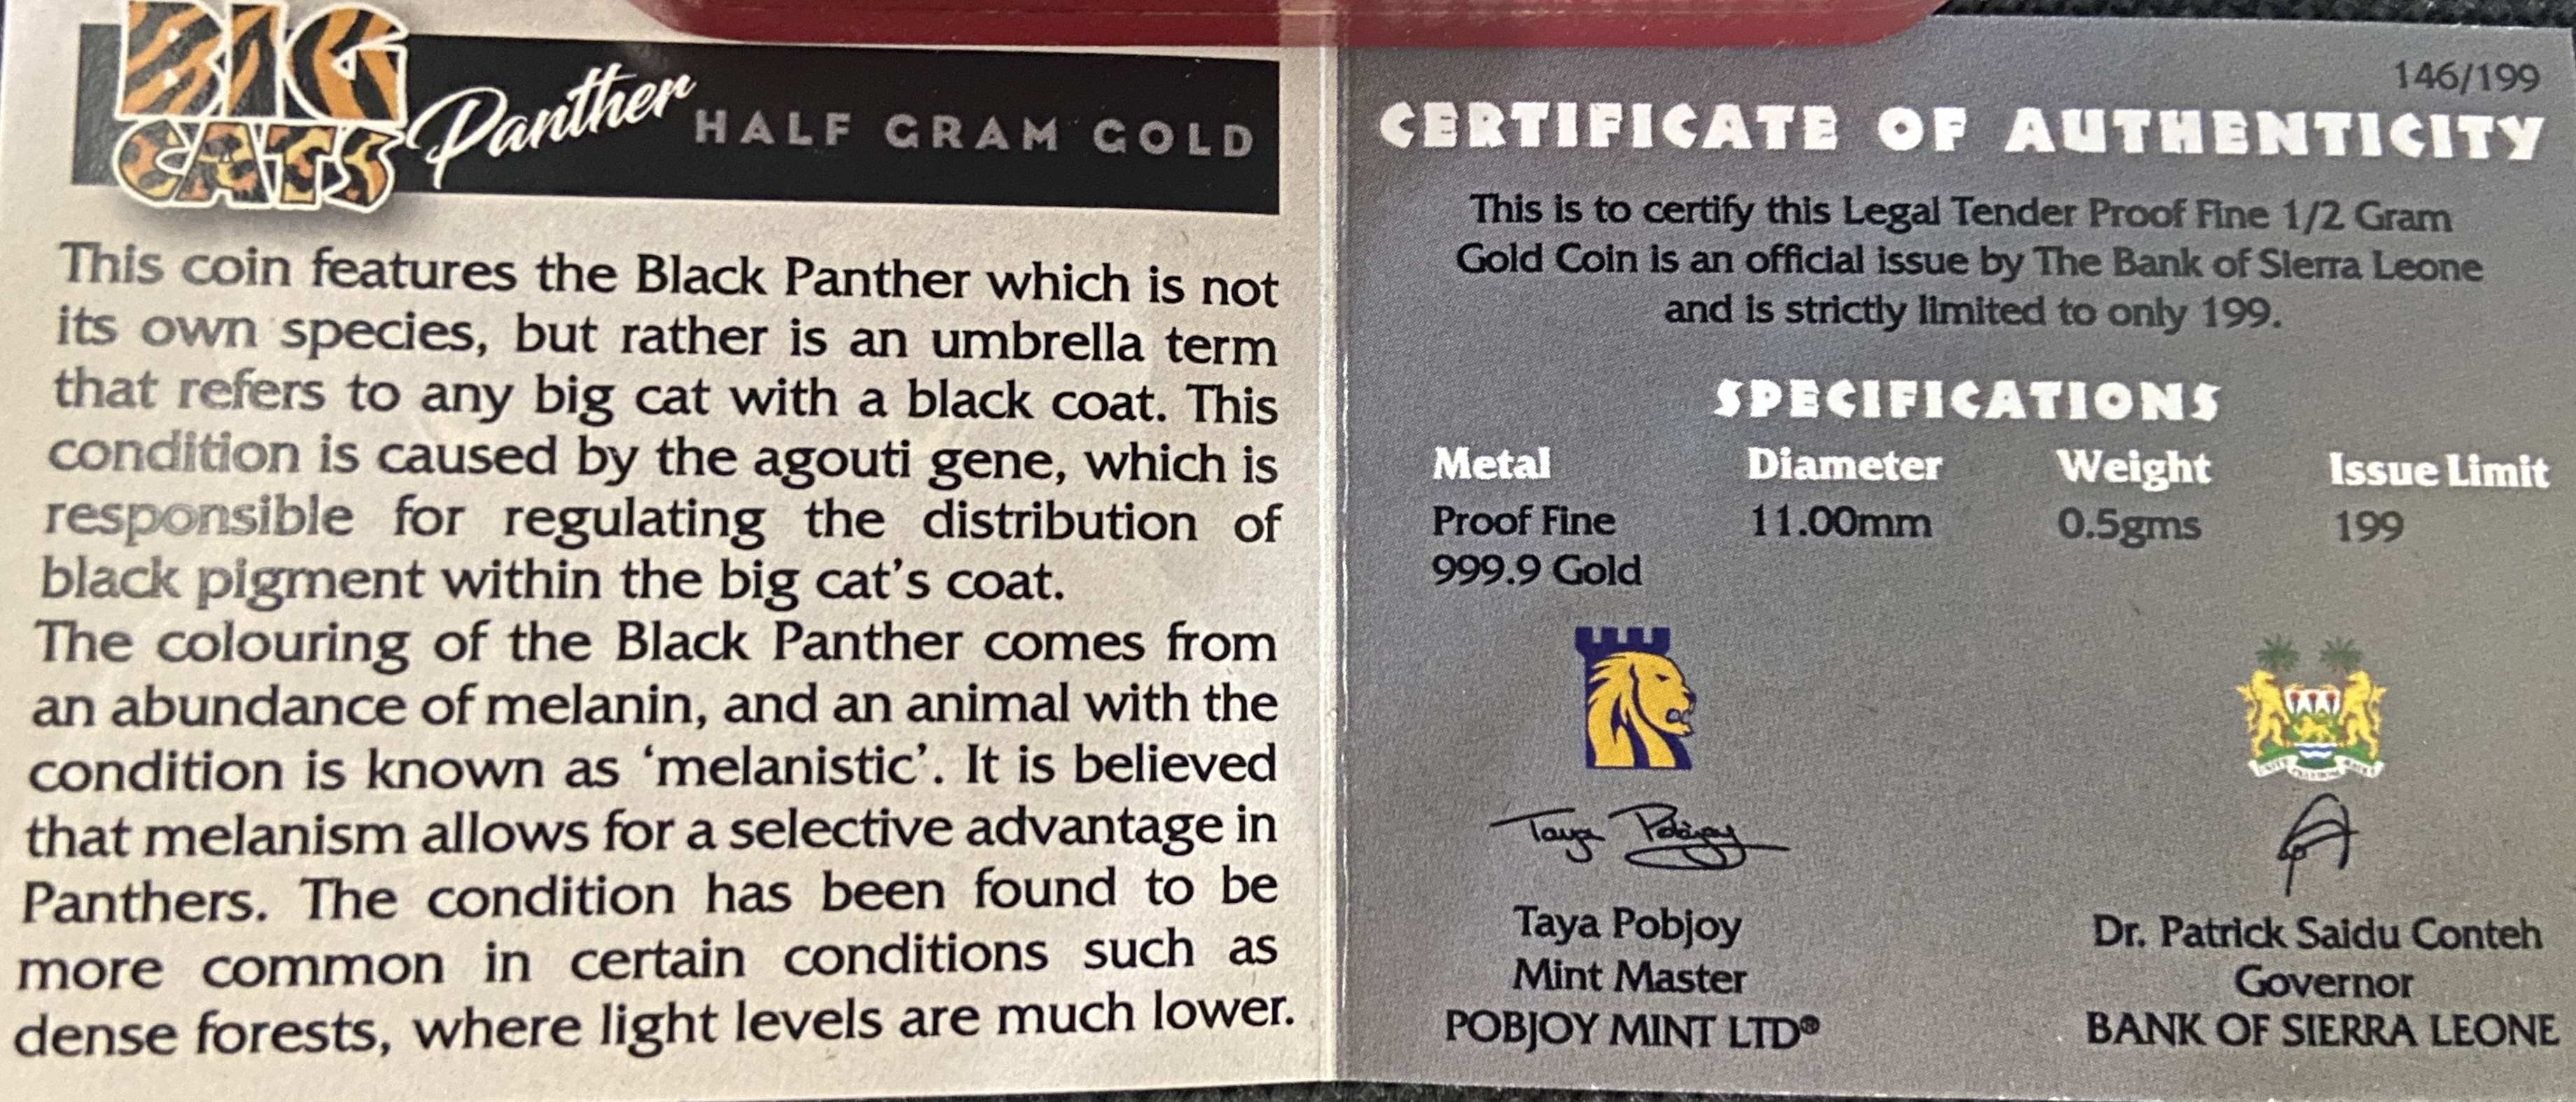 BIG
CATS
Panther HALF GRAM GOLD
This coin features the Black Panther which is not
its own species, but rather is an umbrella term
that refers to any big cat with a black coat. This
condition is caused by the agouti gene, which is
responsible for regulating the distribution of
black pigment within the big cat's coat.
The colouring of the Black Panther comes from
an abundance of melanin, and an animal with the
condition is known as ‘melanistic’. It is believed
that melanism allows for a selective advantage in
Panthers. The condition has been found to be
more common in certain conditions such as
dense forests, where light levels are much lower.
146/199
CERTIFICATE OF AUTHENTICITY
This is to certify this Legal Tender Proof Fine 1/2 Gram
Gold Coin is an official issue by The Bank of Sierra Leone
and is strictly limited to only 199.
SPECIFICATIONS
Metal Diameter Weight Issue Limit
Proof Fine 11.00mm 0.5gms 199
999.9 Gold
Taya Pobjoy
Taya Pobjoy
Mint Master
POBJOY MINT LTD®
Dr. Patrick Saidu Conteh
Governor
BANK OF SIERRA LEONE